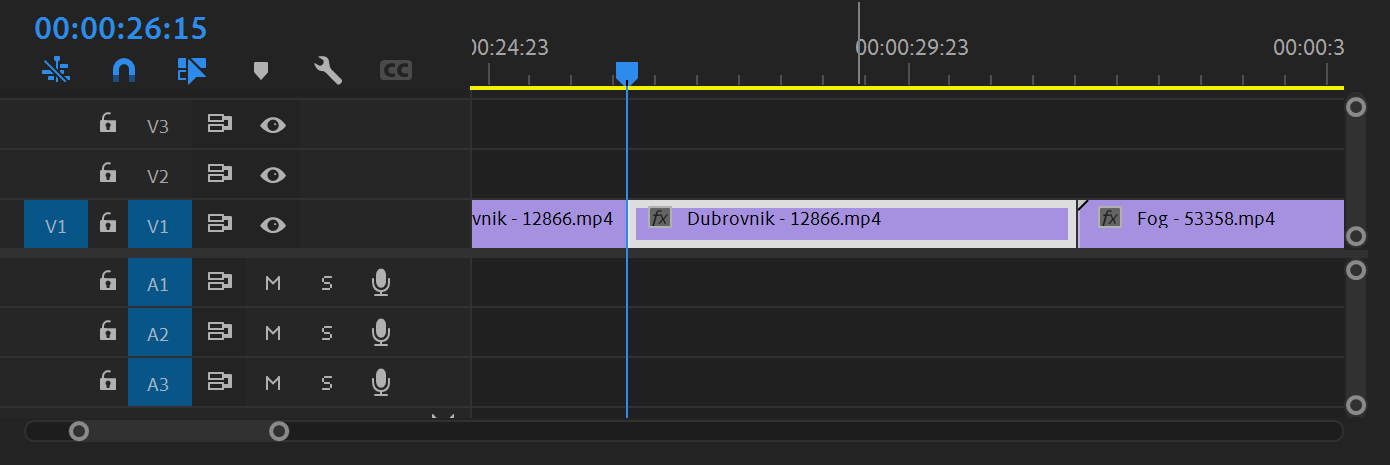 00:00:26:15
00:24:23 00:00:29:23 00:00:3
CC
V3
V2
V1 V1 vnik - 12866.mp4 fx Dubrovnik - 12866.mp4 fx Fog - 53358.mp4
A1 M S
A2 M S
A3 M S